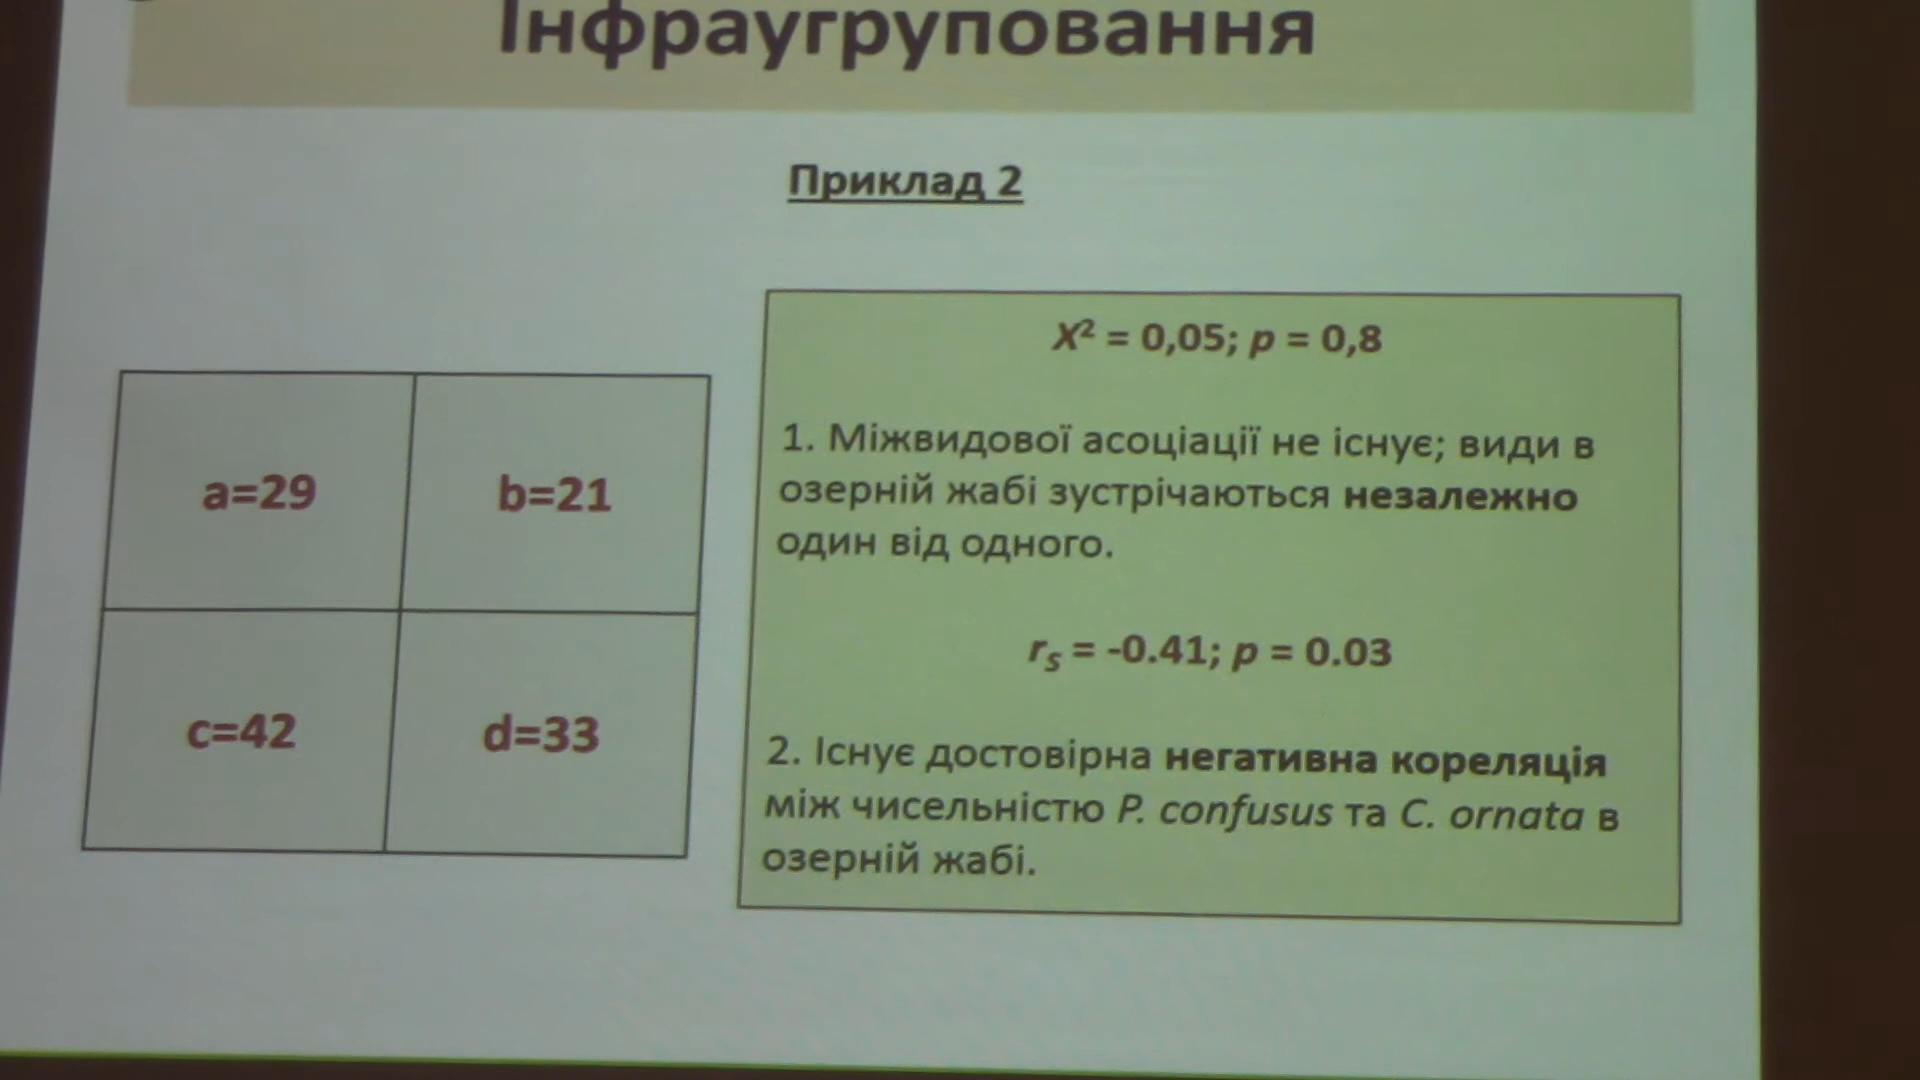 Інфраугруповання
Приклад 2
a=29
b=21
c=42
d=33
X² = 0,05; p = 0,8
1. Міжвидової асоціації не існує; види в
озерній жабі зустрічаються незалежно
один від одного.
rs = -0.41; p = 0.03
2. Існує достовірна негативна кореляція
між чисельністю P. confusus та C. ornata в
озерній жабі.